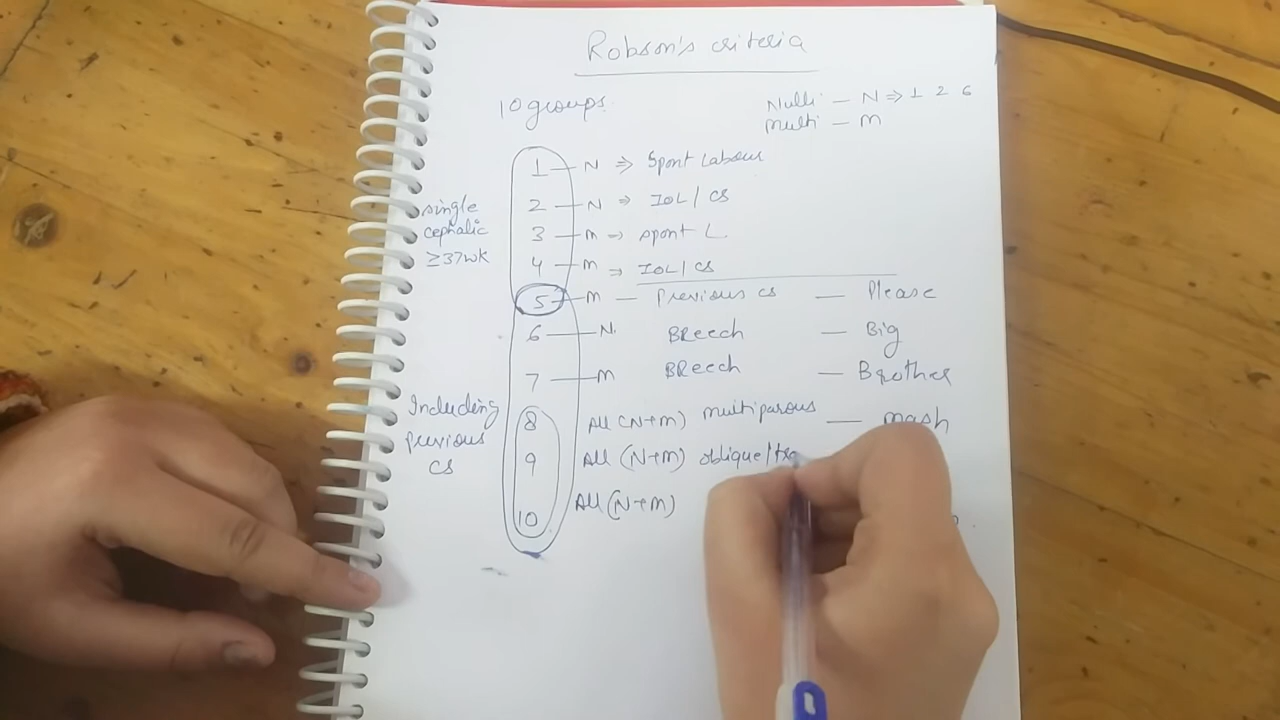 Robson's criteria
10 groups.
Nulli - N ⇒ 1 2 6
Multi - M
1 - N ⇒ Spont Labour
2 - N ⇒ IOL / CS
3 - M ⇒ Spont L.
4 - M ⇒ IOL / CS
single
cephalic
≥37wk
5 - M - Previous cs - Please
6 - N. BReech - Big
7 - M BReech - Brother
Including
previous
CS
8 All (N+M) multiparous - mash
9 All (N+M) oblique/
10 All (N+M)